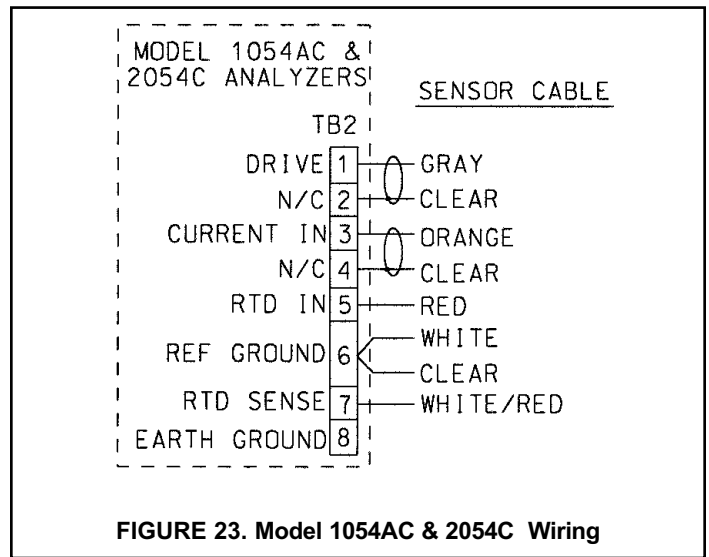 MODEL 1054AC &
2054C ANALYZERS
SENSOR CABLE
TB2
DRIVE 1 GRAY
N/C 2 CLEAR
CURRENT IN 3 ORANGE
N/C 4 CLEAR
RTD IN 5 RED
WHITE
REF GROUND 6
CLEAR
RTD SENSE 7 WHITE/RED
EARTH GROUND 8
FIGURE 23. Model 1054AC & 2054C Wiring